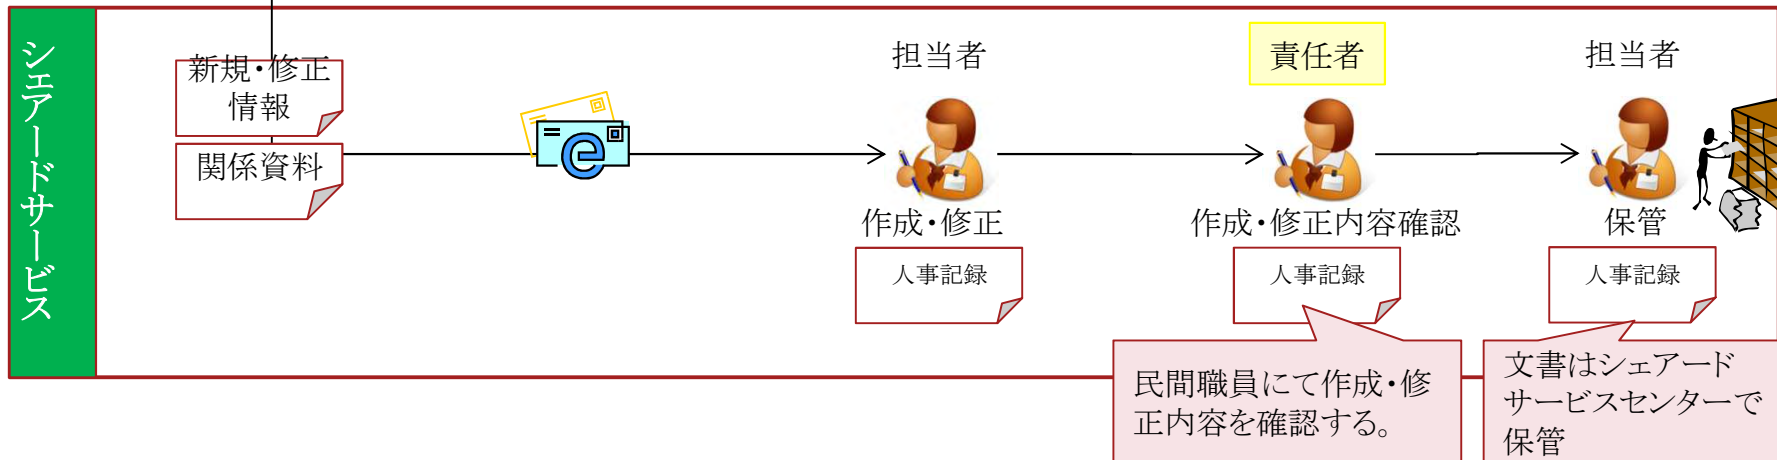 シェアードサービス
新規・修正
情報
関係資料
担当者
作成・修正
人事記録
責任者
作成・修正内容確認
人事記録
担当者
保管
人事記録
民間職員にて作成・修
正内容を確認する。
文書はシェアード
サービスセンターで
保管